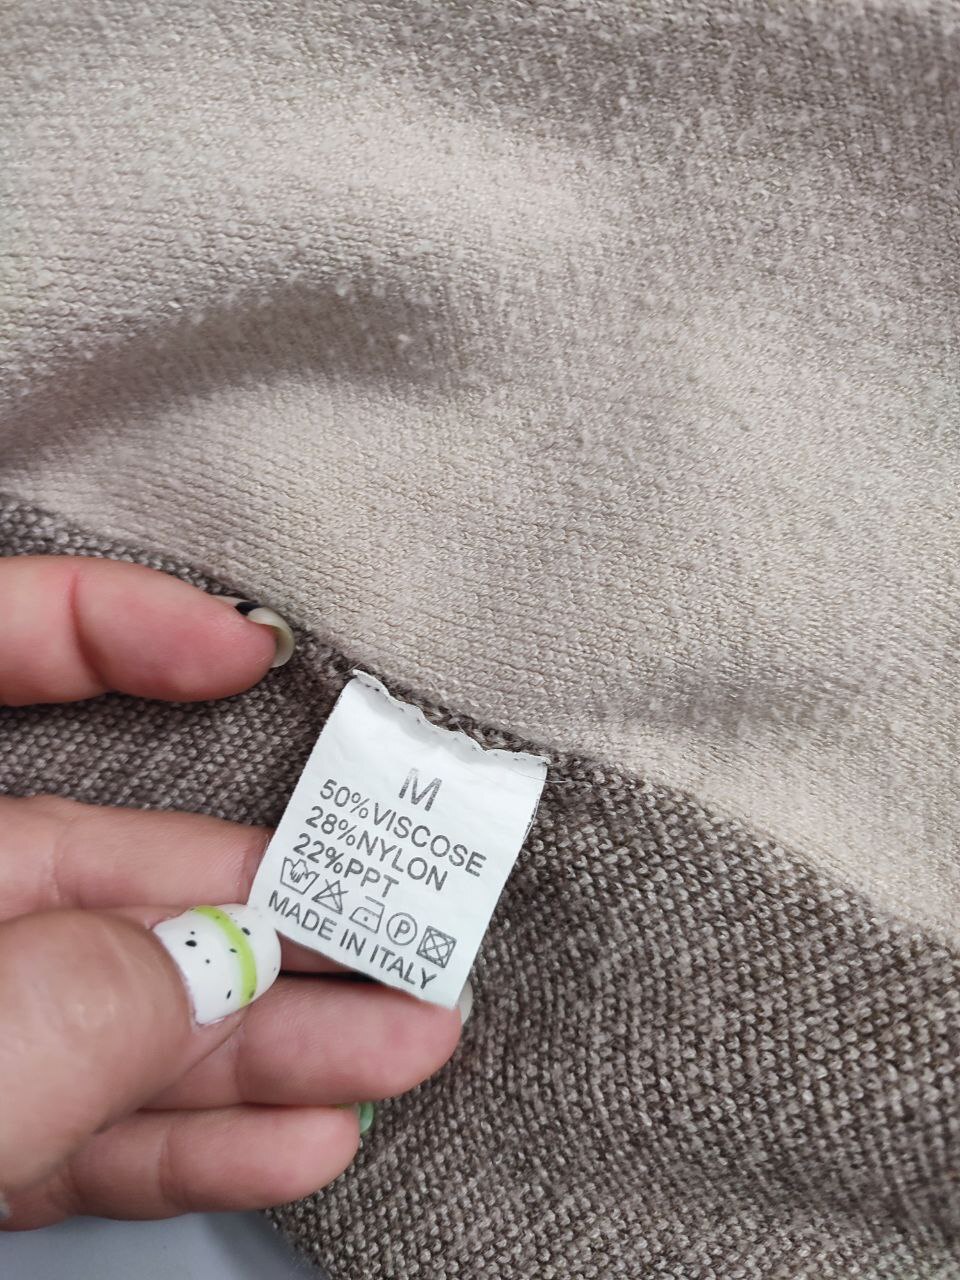 M
50%VISCOSE
28%NYLON
22%PPT
P
MADE IN ITALY